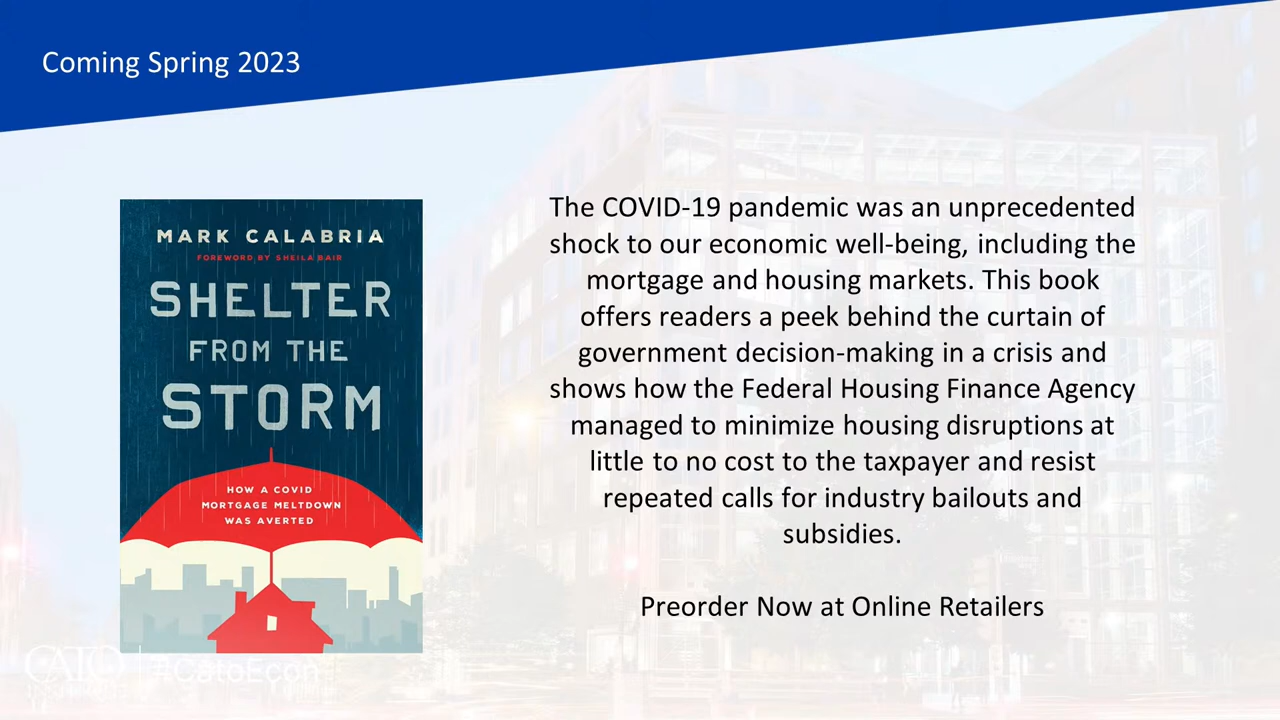 Coming Spring 2023
MARK CALABRIA
FOREWORD BY SHEILA BAIR
SHELTER
FROM THE
STORM
HOW A COVID
MORTGAGE MELTDOWN
WAS AVERTED
The COVID-19 pandemic was an unprecedented
shock to our economic well-being, including the
mortgage and housing markets. This book
offers readers a peek behind the curtain of
government decision-making in a crisis and
shows how the Federal Housing Finance Agency
managed to minimize housing disruptions at
little to no cost to the taxpayer and resist
repeated calls for industry bailouts and
subsidies.
Preorder Now at Online Retailers
CATO
INSTITUTE
#CatoEcon